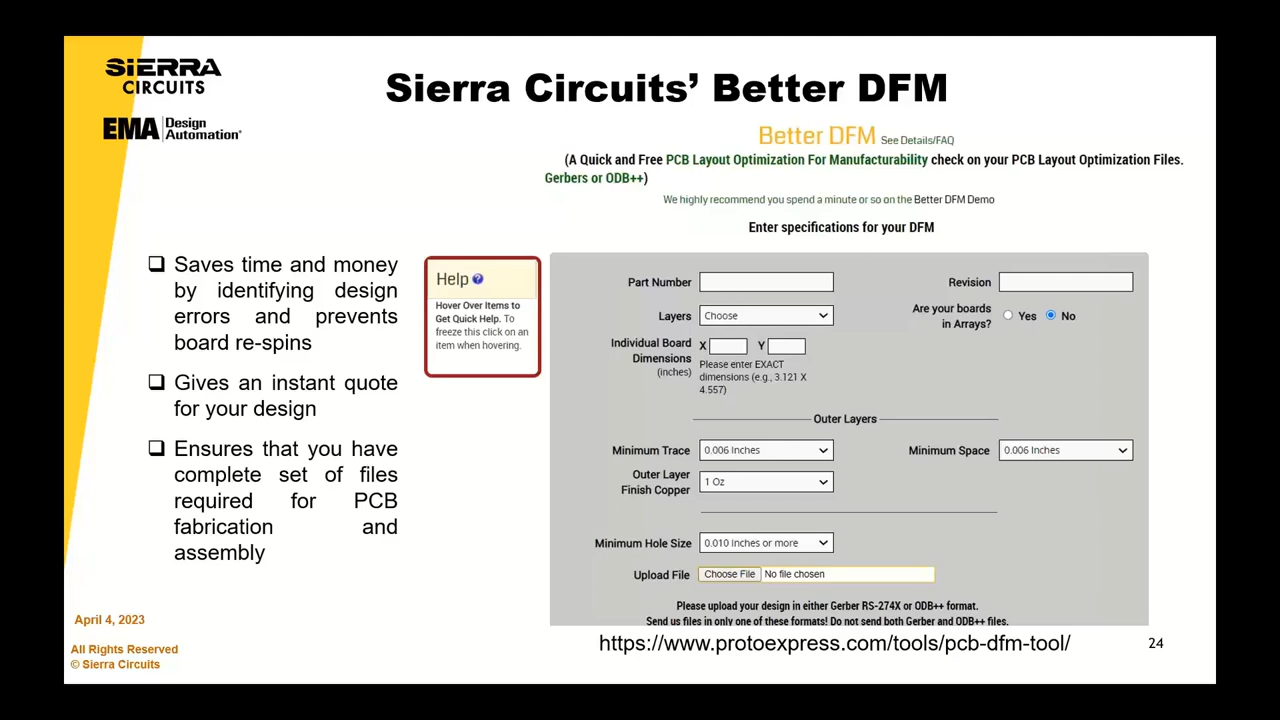 SIERRA
CIRCUITS
EMA Design
Automation®
Sierra Circuits’ Better DFM
Better DFM See Details/FAQ
(A Quick and Free PCB Layout Optimization For Manufacturability check on your PCB Layout Optimization Files.
Gerbers or ODB++)
We highly recommend you spend a minute or so on the Better DFM Demo
Enter specifications for your DFM
Saves time and money
by identifying design
errors and prevents
board re-spins
Gives an instant quote
for your design
Ensures that you have
complete set of files
required for PCB
fabrication and
assembly
Help ?
Hover Over Items to
Get Quick Help. To
freeze this click on an
item when hovering.
Part Number
Revision
Layers Choose
Are your boards
in Arrays?
Yes No
Individual Board
Dimensions
(inches)
X Y
Please enter EXACT
dimensions (e.g., 3.121 X
4.557)
Outer Layers
Minimum Trace 0.006 Inches
Minimum Space 0.006 Inches
Outer Layer
Finish Copper
1 Oz
Minimum Hole Size 0.010 Inches or more
Upload File Choose File No file chosen
Please upload your design in either Gerber RS-274X or ODB++ format.
Send us files in only one of these formats! Do not send both Gerber and ODB++ files.
https://www.protoexpress.com/tools/pcb-dfm-tool/
24
April 4, 2023
All Rights Reserved
© Sierra Circuits